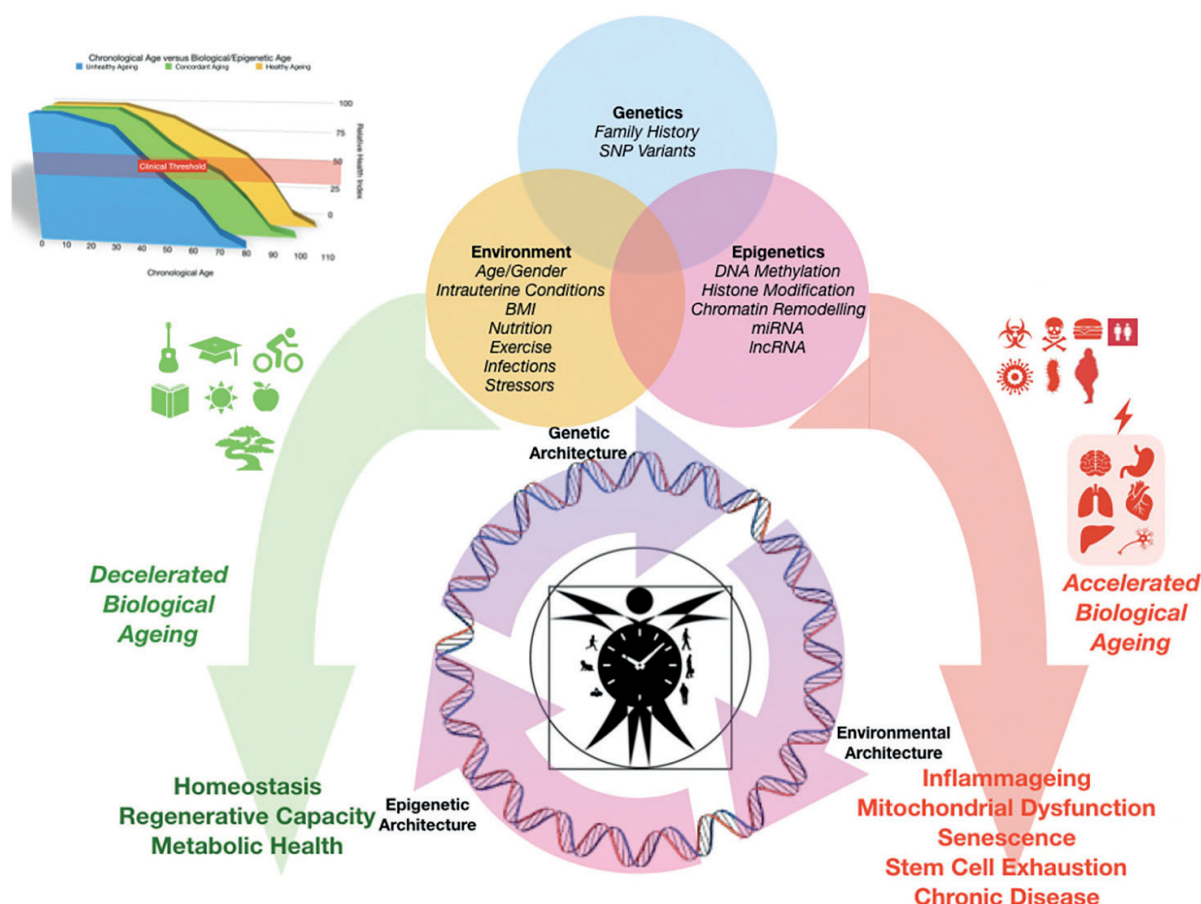 Chronological Age versus Biological/Epigenetic Age
Unhealthy Ageing Concordant Aging Healthy Ageing
100
75
50
25
0
Relative Health Index
Clinical Threshold
0 10 20 30 40 50 60 70 80 90 100 110
Chronological Age
Genetics
Family History
SNP Variants
Environment
Age/Gender
Intrauterine Conditions
BMI
Nutrition
Exercise
Infections
Stressors
Epigenetics
DNA Methylation
Histone Modification
Chromatin Remodelling
miRNA
lncRNA
Genetic
Architecture
Decelerated
Biological
Ageing
Accelerated
Biological
Ageing
Environmental
Architecture
Epigenetic
Architecture
Homeostasis
Regenerative Capacity
Metabolic Health
Inflammageing
Mitochondrial Dysfunction
Senescence
Stem Cell Exhaustion
Chronic Disease